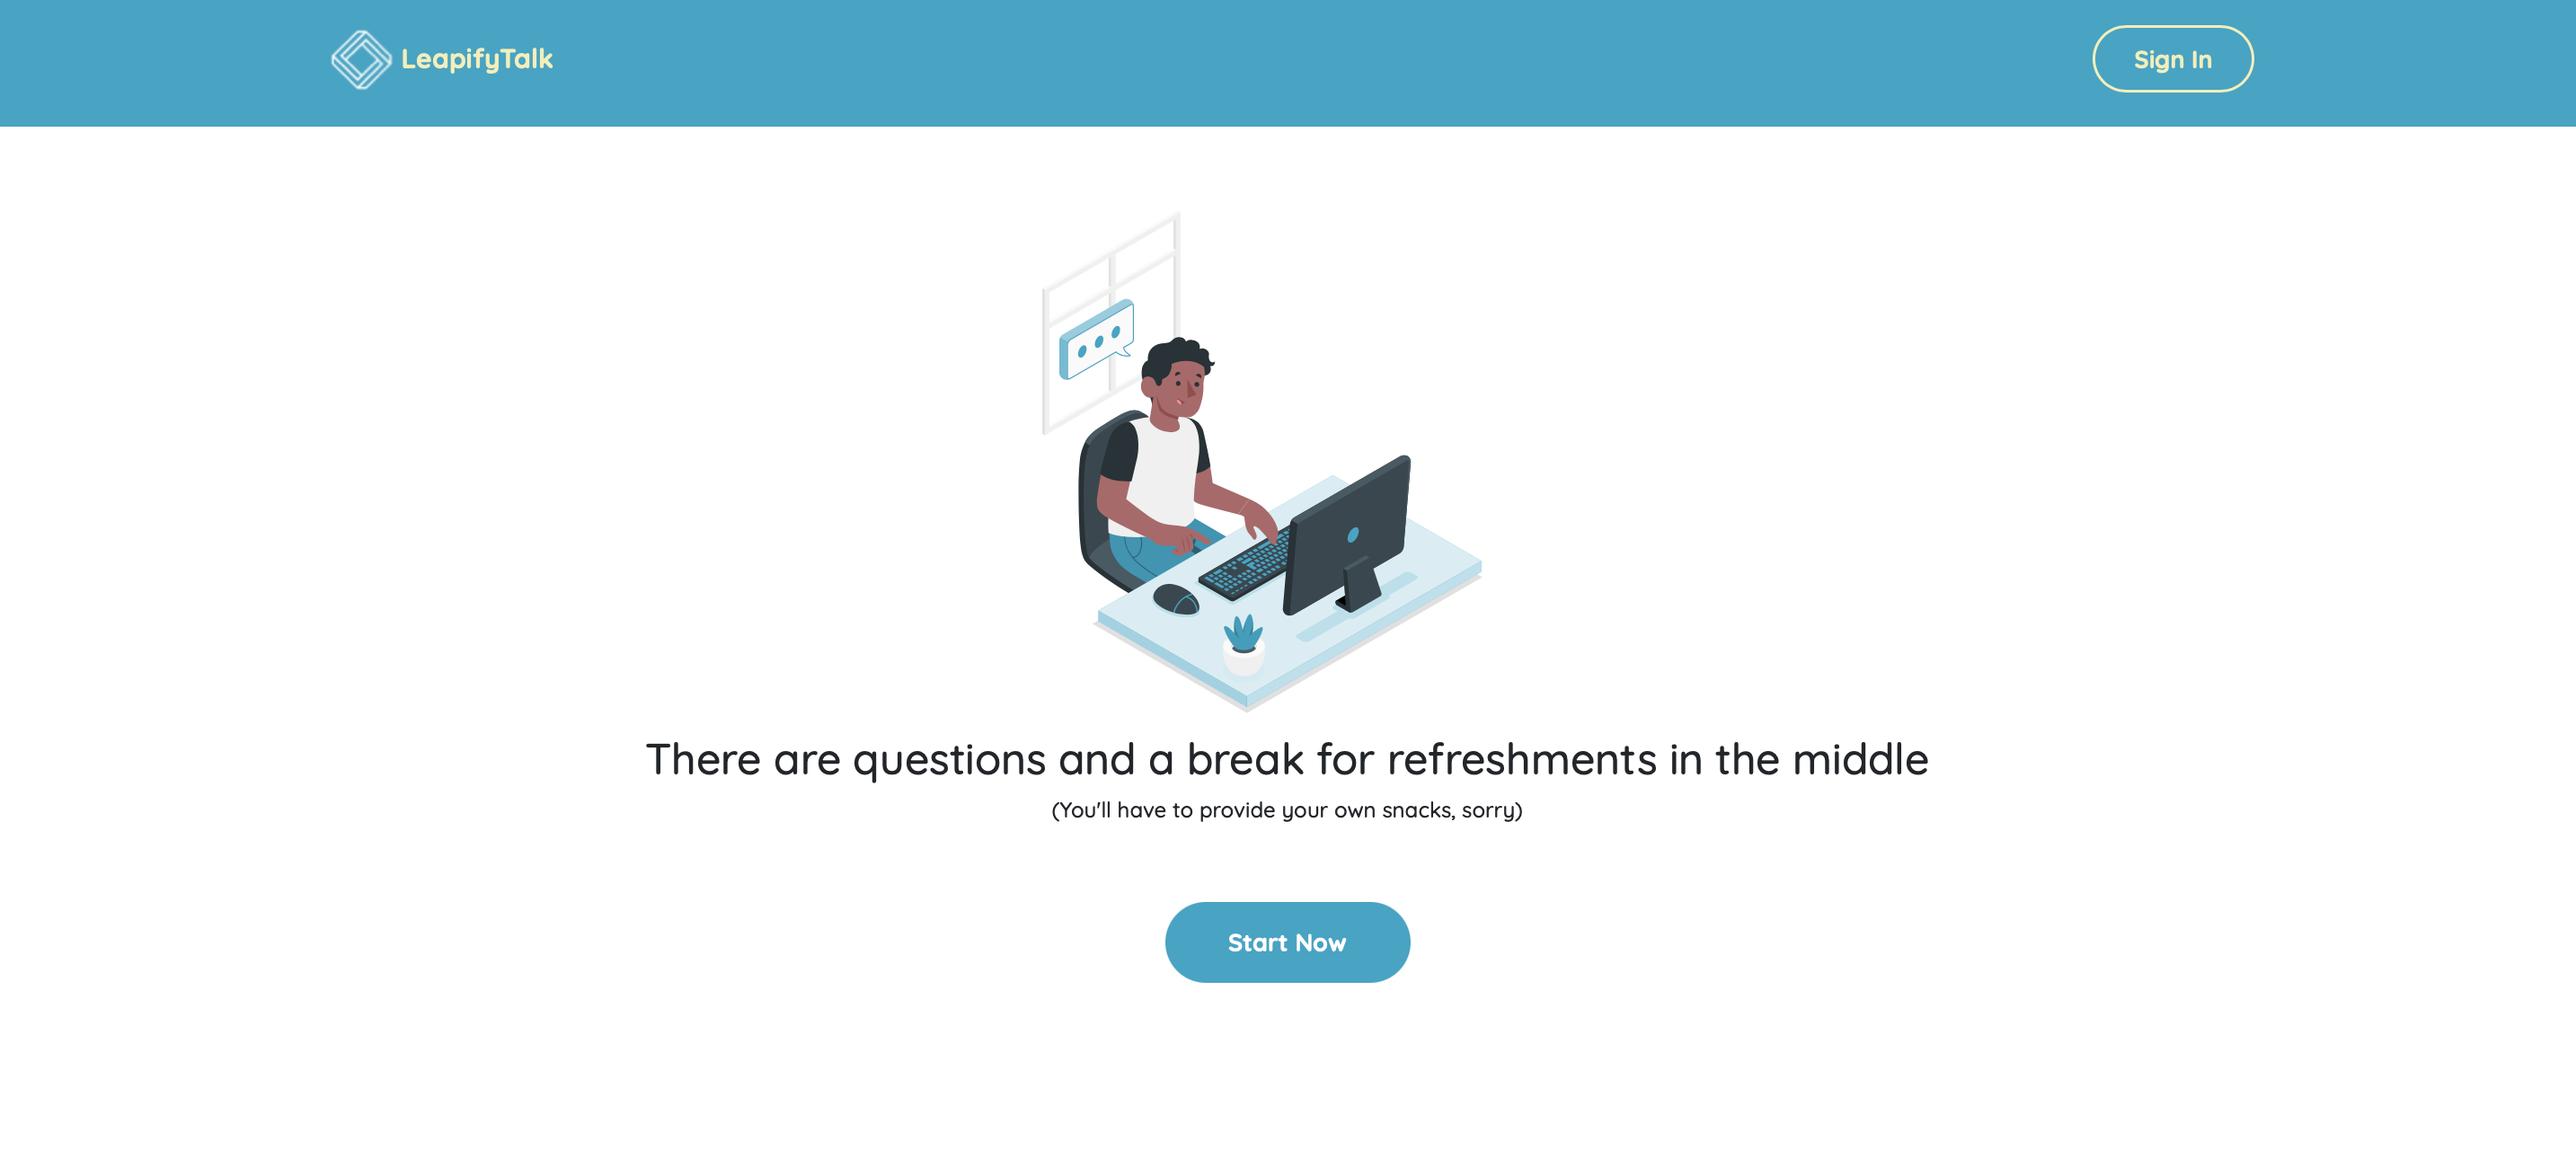 LeapifyTalk
Sign In
There are questions and a break for refreshments in the middle
(You'll have to provide your own snacks, sorry)
Start Now